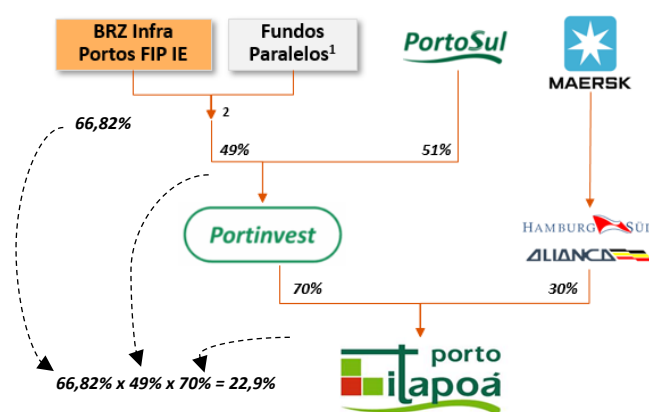 BRZ Infra
Portos FIP IE
Fundos
Paralelos¹
PortoSul
MAERSK
2
66,82%
49%
51%
Portinvest
HAMBURG SÜD
ALIANÇA
70%
30%
porto
itapoá
66,82% x 49% x 70% = 22,9%